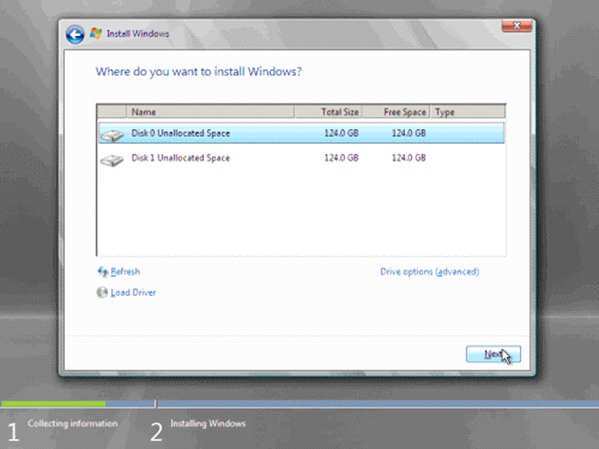 Install Windows
Where do you want to install Windows?
Name Total Size Free Space Type
Disk 0 Unallocated Space 124.0 GB 124.0 GB
Disk 1 Unallocated Space 124.0 GB 124.0 GB
Refresh Drive options (advanced)
Load Driver
Next
1 Collecting information 2 Installing Windows